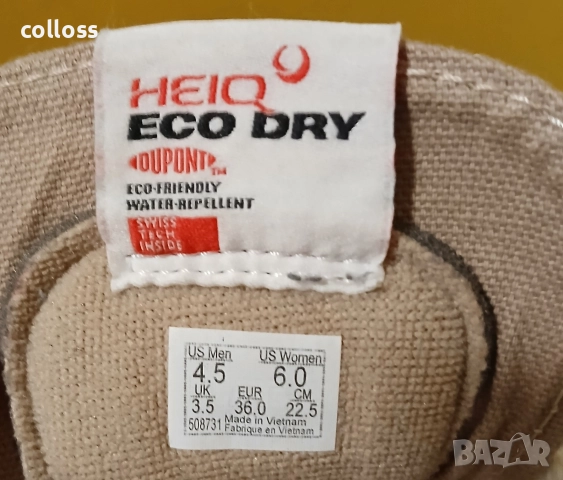 colloss
HEIQ
ECO DRY
DUPONT™
ECO-FRIENDLY
WATER-REPELLENT
SWISS
TECH
INSIDE
US Men US Women
4.5 6.0
UK EUR CM
3.5 36.0 22.5
508731 Made in Vietnam
Fabriqué en Vietnam
BAZAR